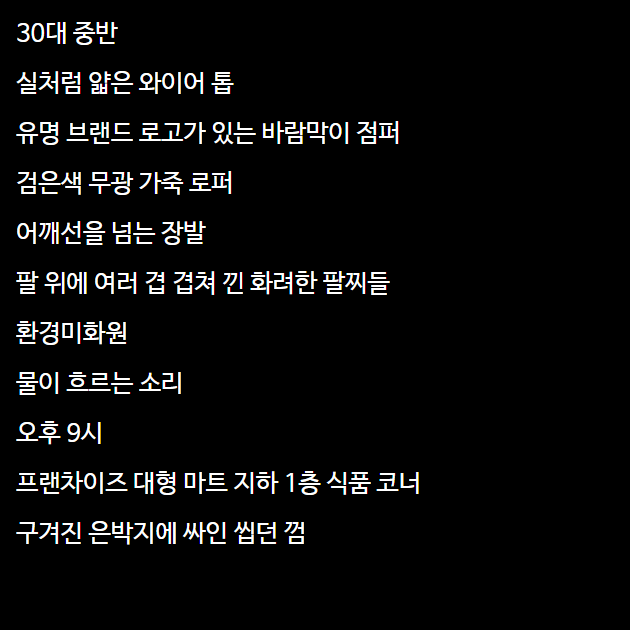 30대 중반
실처럼 얇은 와이어 톱
유명 브랜드 로고가 있는 바람막이 점퍼
검은색 무광 가죽 로퍼
어깨선을 넘는 장발
팔 위에 여러 겹 겹쳐 낀 화려한 팔찌들
환경미화원
물이 흐르는 소리
오후 9시
프랜차이즈 대형 마트 지하 1층 식품 코너
구겨진 은박지에 싸인 씹던 껌